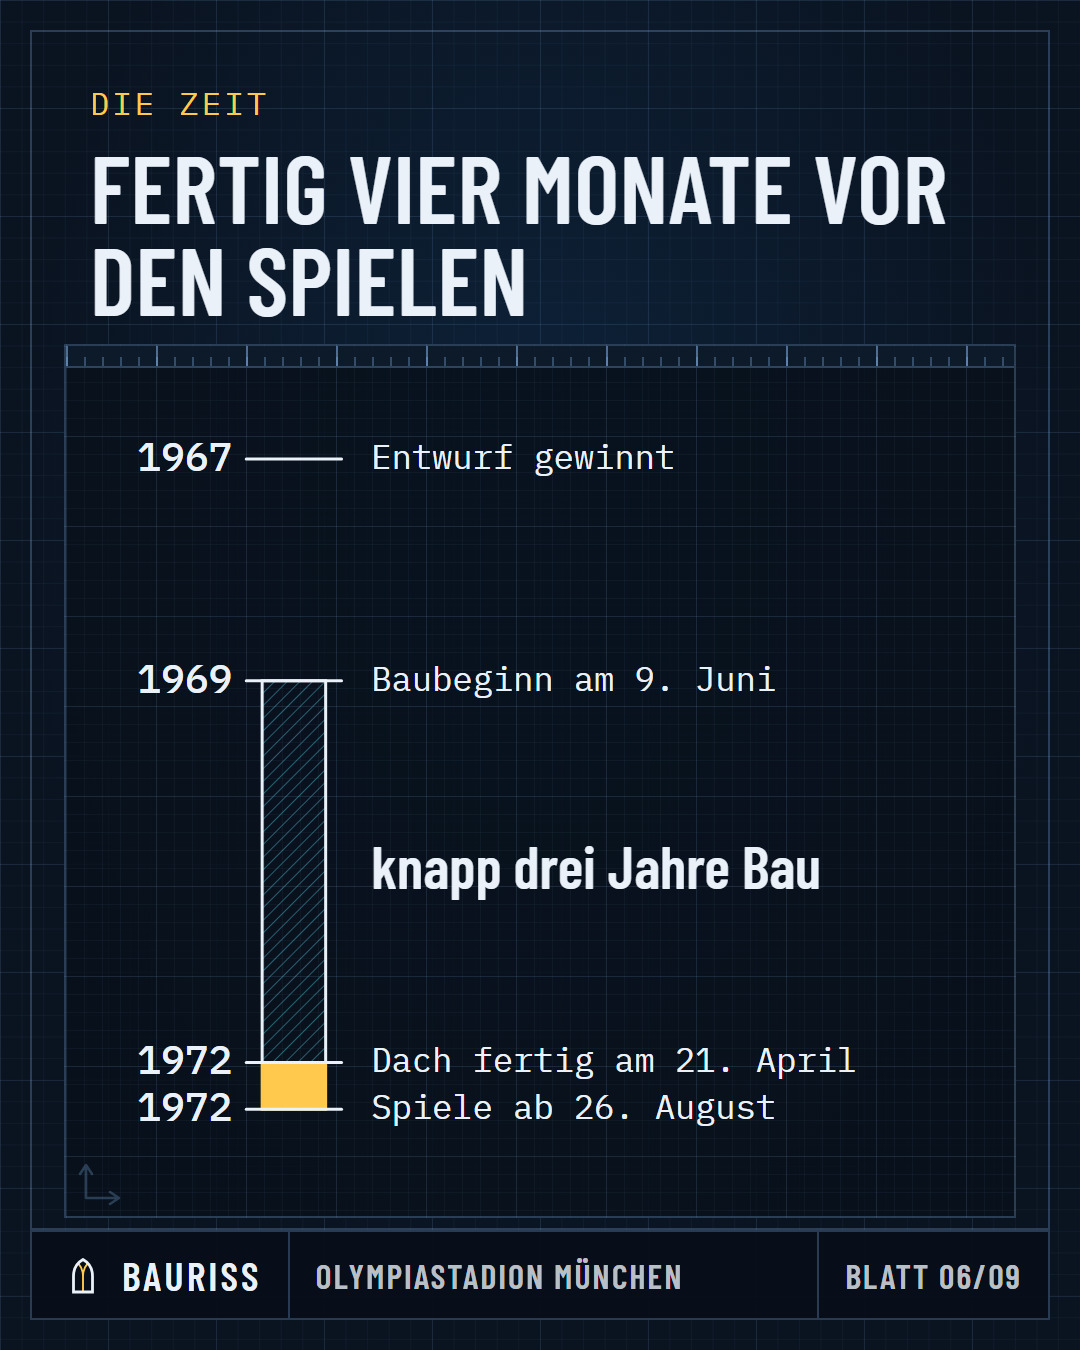 DIE ZEIT
FERTIG VIER MONATE VOR
DEN SPIELEN
1967 Entwurf gewinnt
1969 Baubeginn am 9. Juni
knapp drei Jahre Bau
1972 Dach fertig am 21. April
1972 Spiele ab 26. August
BAURISS OLYMPIASTADION MÜNCHEN BLATT 06/09